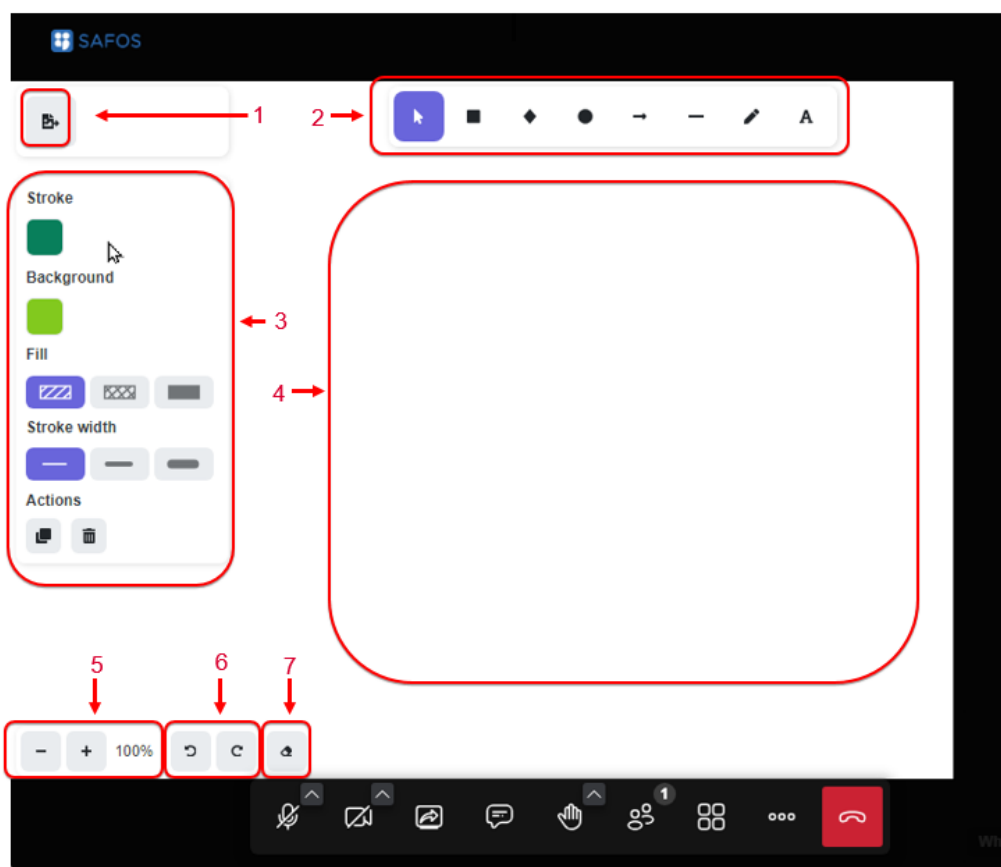 SAFOS
1
2
A
Stroke
Background
3
Fill
4
Stroke width
Actions
5
6
7
100%
1